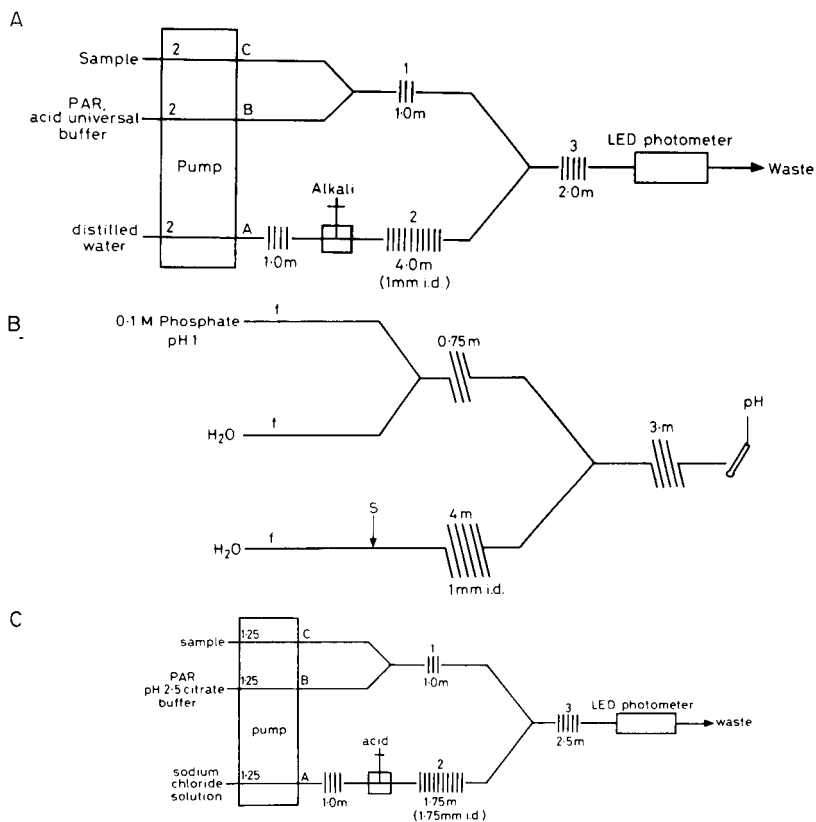 A
Sample
2
C
1
1·0m
PAR,
acid universal
buffer
2
B
Pump
3
2·0m
LED photometer
Waste
Alkali
distilled
water
2
A
1·0m
2
4·0m
(1mm i.d.)
B
0·1 M Phosphate
pH 1
f
0·75m
H₂O
f
3·m
pH
S
H₂O
f
4m
1mm i.d.
C
sample
1·25
C
1
1·0m
PAR
pH 2·5 citrate
buffer
1·25
B
pump
3
2·5m
LED photometer
waste
acid
sodium
chloride
solution
1·25
A
1·0m
2
1·75m
(1·75mm i.d)